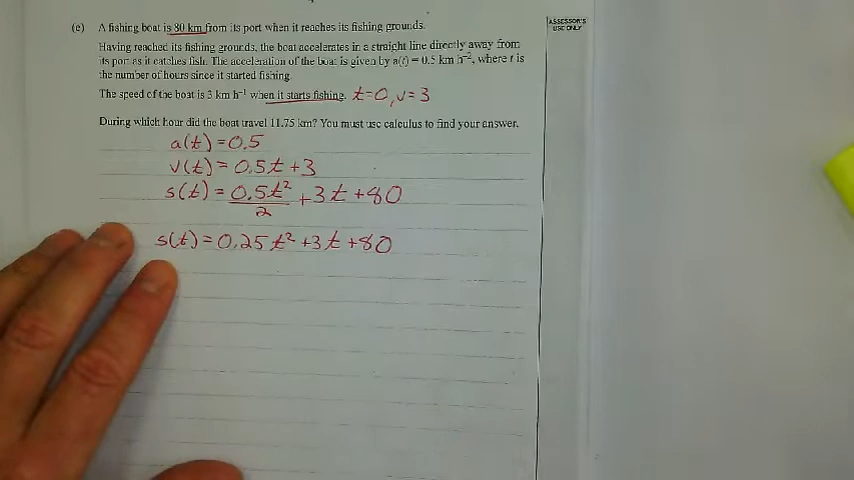 (e) A fishing boat is 80 km from its port when it reaches its fishing grounds.
ASSESSOR'S
USE ONLY
Having reached its fishing grounds, the boat accelerates in a straight line directly away from
its port as it catches fish. The acceleration of the boat is given by a(t) = 0.5 km h⁻², where t is
the number of hours since it started fishing.
The speed of the boat is 3 km h⁻¹ when it starts fishing. t=0, v=3
During which hour did the boat travel 11.75 km? You must use calculus to find your answer.
a(t) = 0.5
v(t) = 0.5t + 3
s(t) = 0.5t²/2 + 3t + 80
s(t) = 0.25t² + 3t + 80